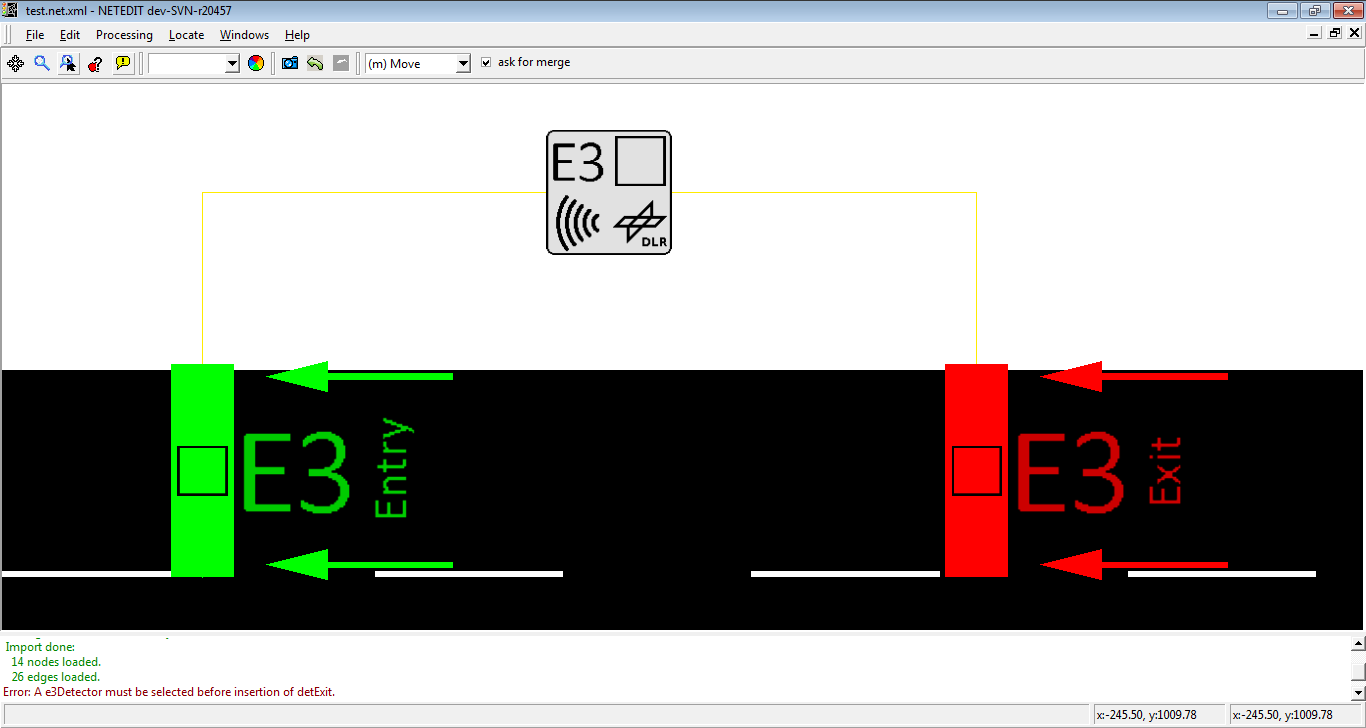 test.net.xml - NETEDIT dev-SVN-r20457
File Edit Processing Locate Windows Help
(m) Move ask for merge
E3
DLR
E3 Entry E3 Exit
Import done:
14 nodes loaded.
26 edges loaded.
Error: A e3Detector must be selected before insertion of detExit.
x:-245.50, y:1009.78 x:-245.50, y:1009.78